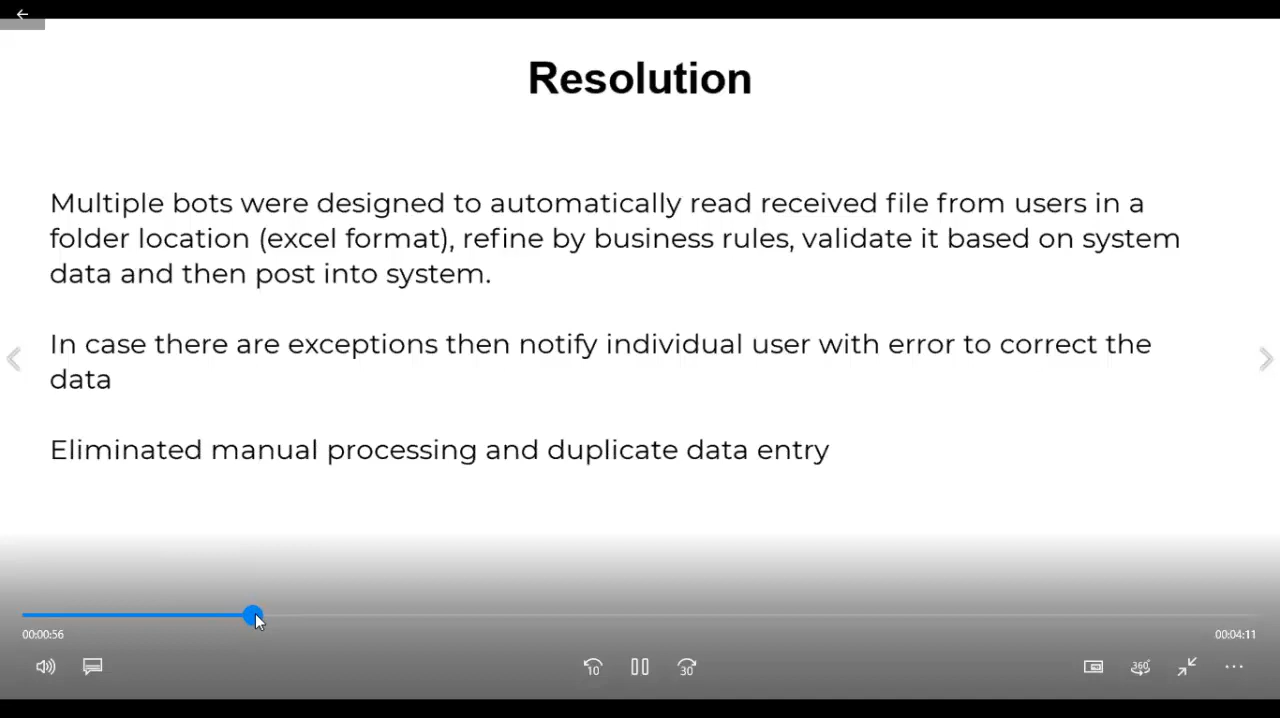 Resolution
Multiple bots were designed to automatically read received file from users in a
folder location (excel format), refine by business rules, validate it based on system
data and then post into system.
In case there are exceptions then notify individual user with error to correct the
data
Eliminated manual processing and duplicate data entry
00:00:56
00:04:11
10
30
360